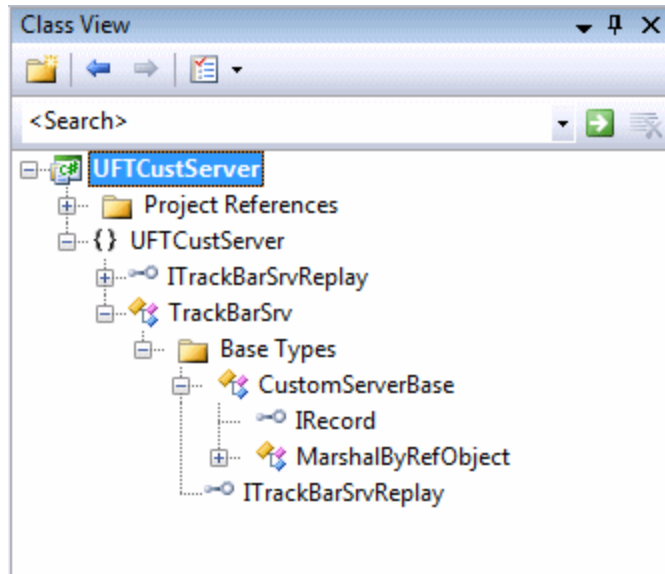 Class View
<Search>
UFTCustServer
Project References
{} UFTCustServer
ITrackBarSrvReplay
TrackBarSrv
Base Types
CustomServerBase
IRecord
MarshalByRefObject
ITrackBarSrvReplay